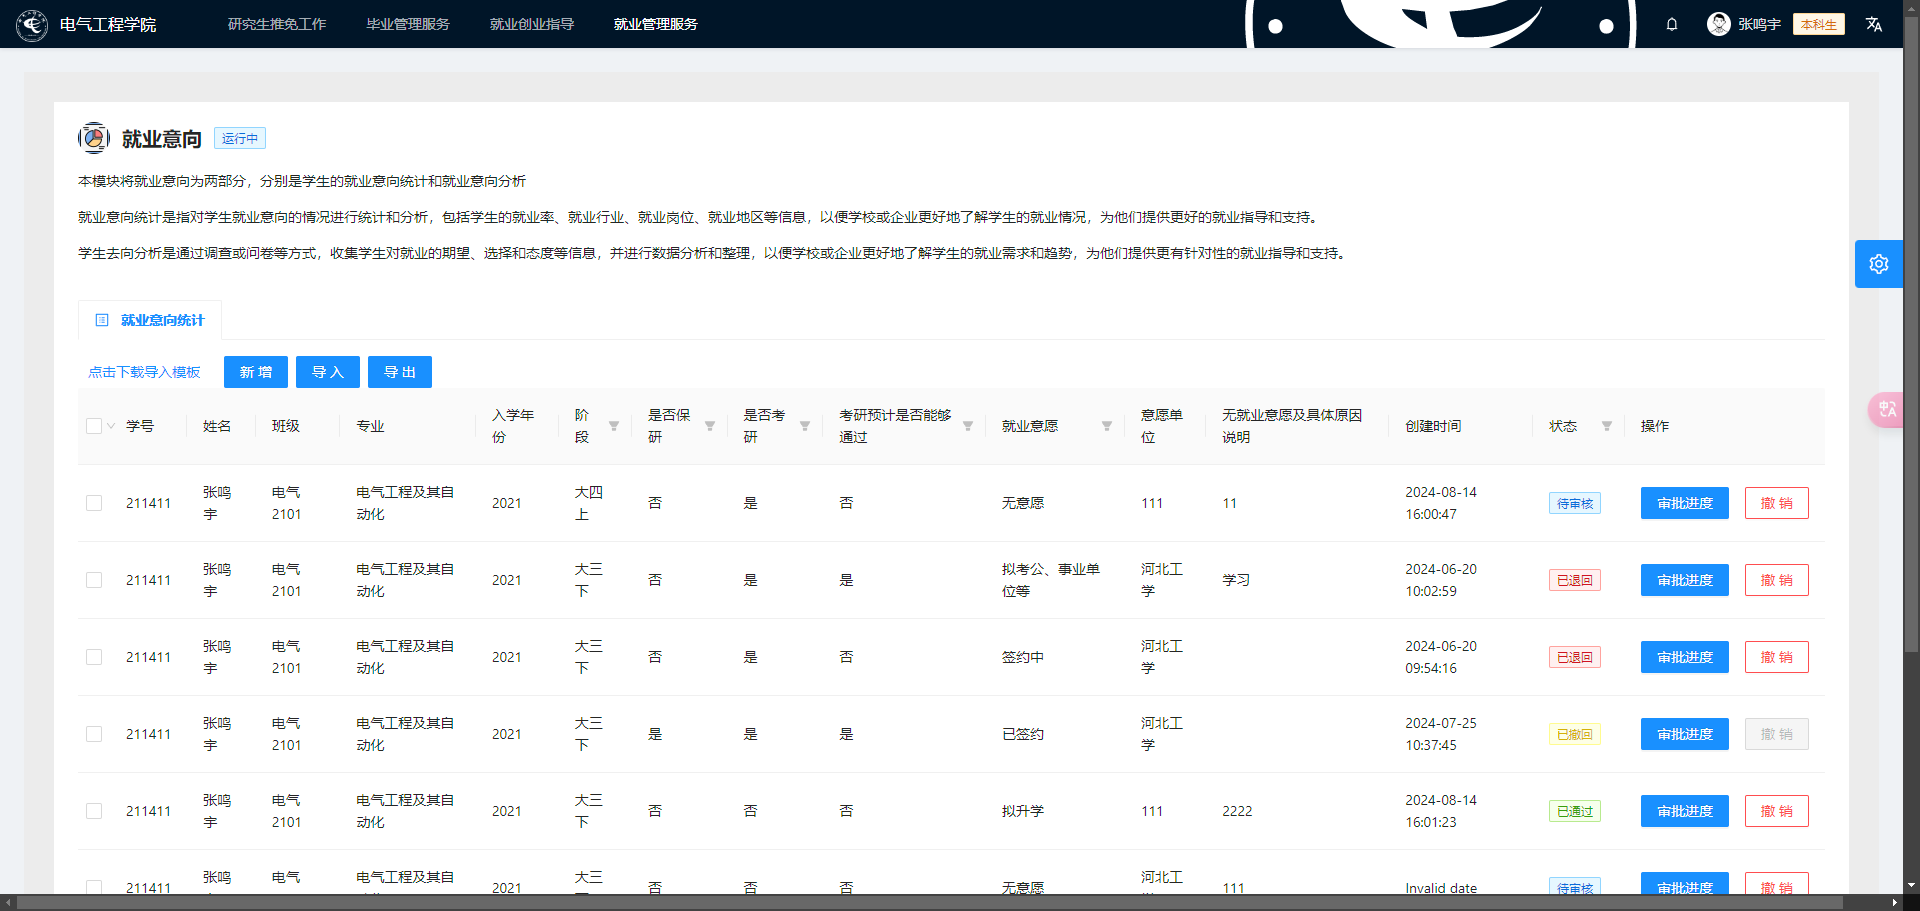 电气工程学院 研究生推免工作 毕业管理服务 就业创业指导 就业管理服务 张鸣宇 本科生
就业意向 运行中
本模块将就业意向为两部分，分别是学生的就业意向统计和就业意向分析
就业意向统计是指对学生就业意向的情况进行统计和分析，包括学生的就业率、就业行业、就业岗位、就业地区等信息，以便学校或企业更好地了解学生的就业情况，为他们提供更好的就业指导和支持。
学生去向分析是通过调查或问卷等方式，收集学生对就业的期望、选择和态度等信息，并进行数据分析和整理，以便学校或企业更好地了解学生的就业需求和趋势，为他们提供更有针对性的就业指导和支持。
就业意向统计
点击下载导入模板 新 增 导 入 导 出
学号 姓名 班级 专业 入学年份 阶段 是否保研 是否考研 考研预计是否能够通过 就业意愿 意愿单位 无就业意愿及具体原因说明 创建时间 状态 操作
211411 张鸣宇 电气2101 电气工程及其自动化 2021 大四上 否 是 否 无意愿 111 11 2024-08-14 16:00:47 待审核 审批进度 撤 销
211411 张鸣宇 电气2101 电气工程及其自动化 2021 大三下 否 是 是 拟考公、事业单位等 河北工学 学习 2024-06-20 10:02:59 已退回 审批进度 撤 销
211411 张鸣宇 电气2101 电气工程及其自动化 2021 大三下 否 是 否 签约中 河北工学 2024-06-20 09:54:16 已退回 审批进度 撤 销
211411 张鸣宇 电气2101 电气工程及其自动化 2021 大三下 是 是 是 已签约 河北工学 2024-07-25 10:37:45 已撤回 审批进度 撤 销
211411 张鸣宇 电气2101 电气工程及其自动化 2021 大三下 否 否 否 拟升学 111 2222 2024-08-14 16:01:23 已通过 审批进度 撤 销
211411 张鸣 电气 电气工程及其自 2021 大三 否 否 否 无意愿 河北工 111 Invalid date 待审核 审批进度 撤 销